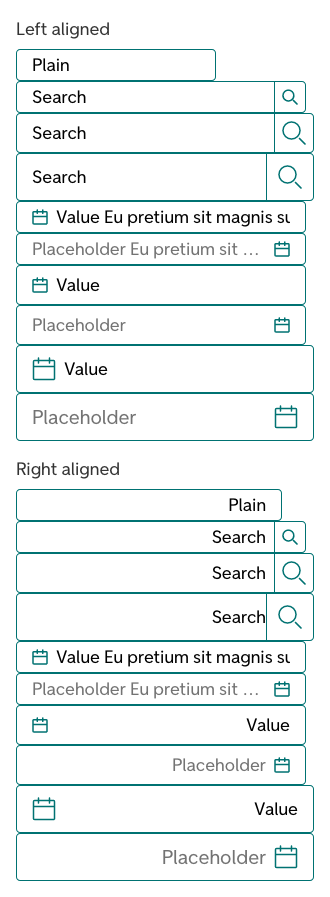 Left aligned
Plain
Search
Search
Search
Value Eu pretium sit magnis su
Placeholder Eu pretium sit ...
Value
Placeholder
Value
Placeholder
Right aligned
Plain
Search
Search
Search
Value Eu pretium sit magnis su
Placeholder Eu pretium sit ...
Value
Placeholder
Value
Placeholder